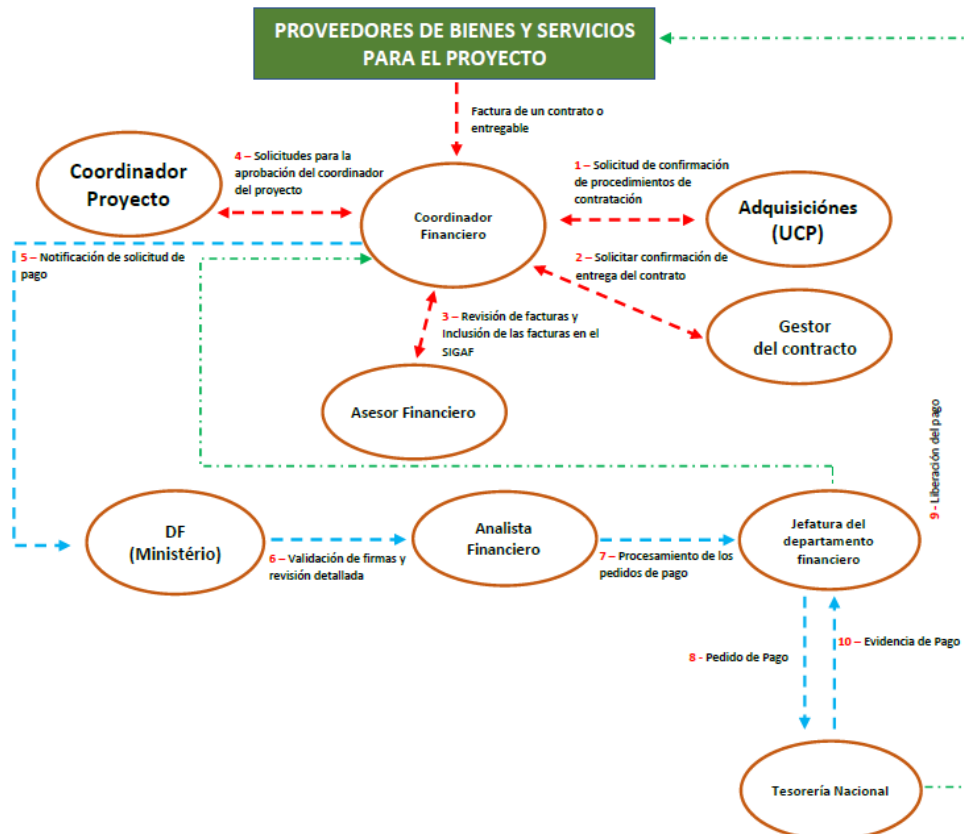 PROVEEDORES DE BIENES Y SERVICIOS
PARA EL PROYECTO
Factura de un contrato o
entregable
4 – Solicitudes para la
aprobación del coordinador
del proyecto
1 – Solicitud de confirmación
de procedimientos de
contratación
Coordinador
Proyecto
Coordinador
Financiero
Adquisiciónes
(UCP)
5 – Notificación de solicitud de
pago
2 – Solicitar confirmación de
entrega del contrato
3 – Revisión de facturas y
Inclusión de las facturas en el
SIGAF
Gestor
del contracto
Asesor Financiero
9 - Liberación del pago
DF
(Ministério)
6 – Validación de firmas y
revisión detallada
Analista
Financiero
7 – Procesamiento de los
pedidos de pago
Jefatura del
departamento
financiero
8 - Pedido de Pago
10 – Evidencia de Pago
Tesorería Nacional